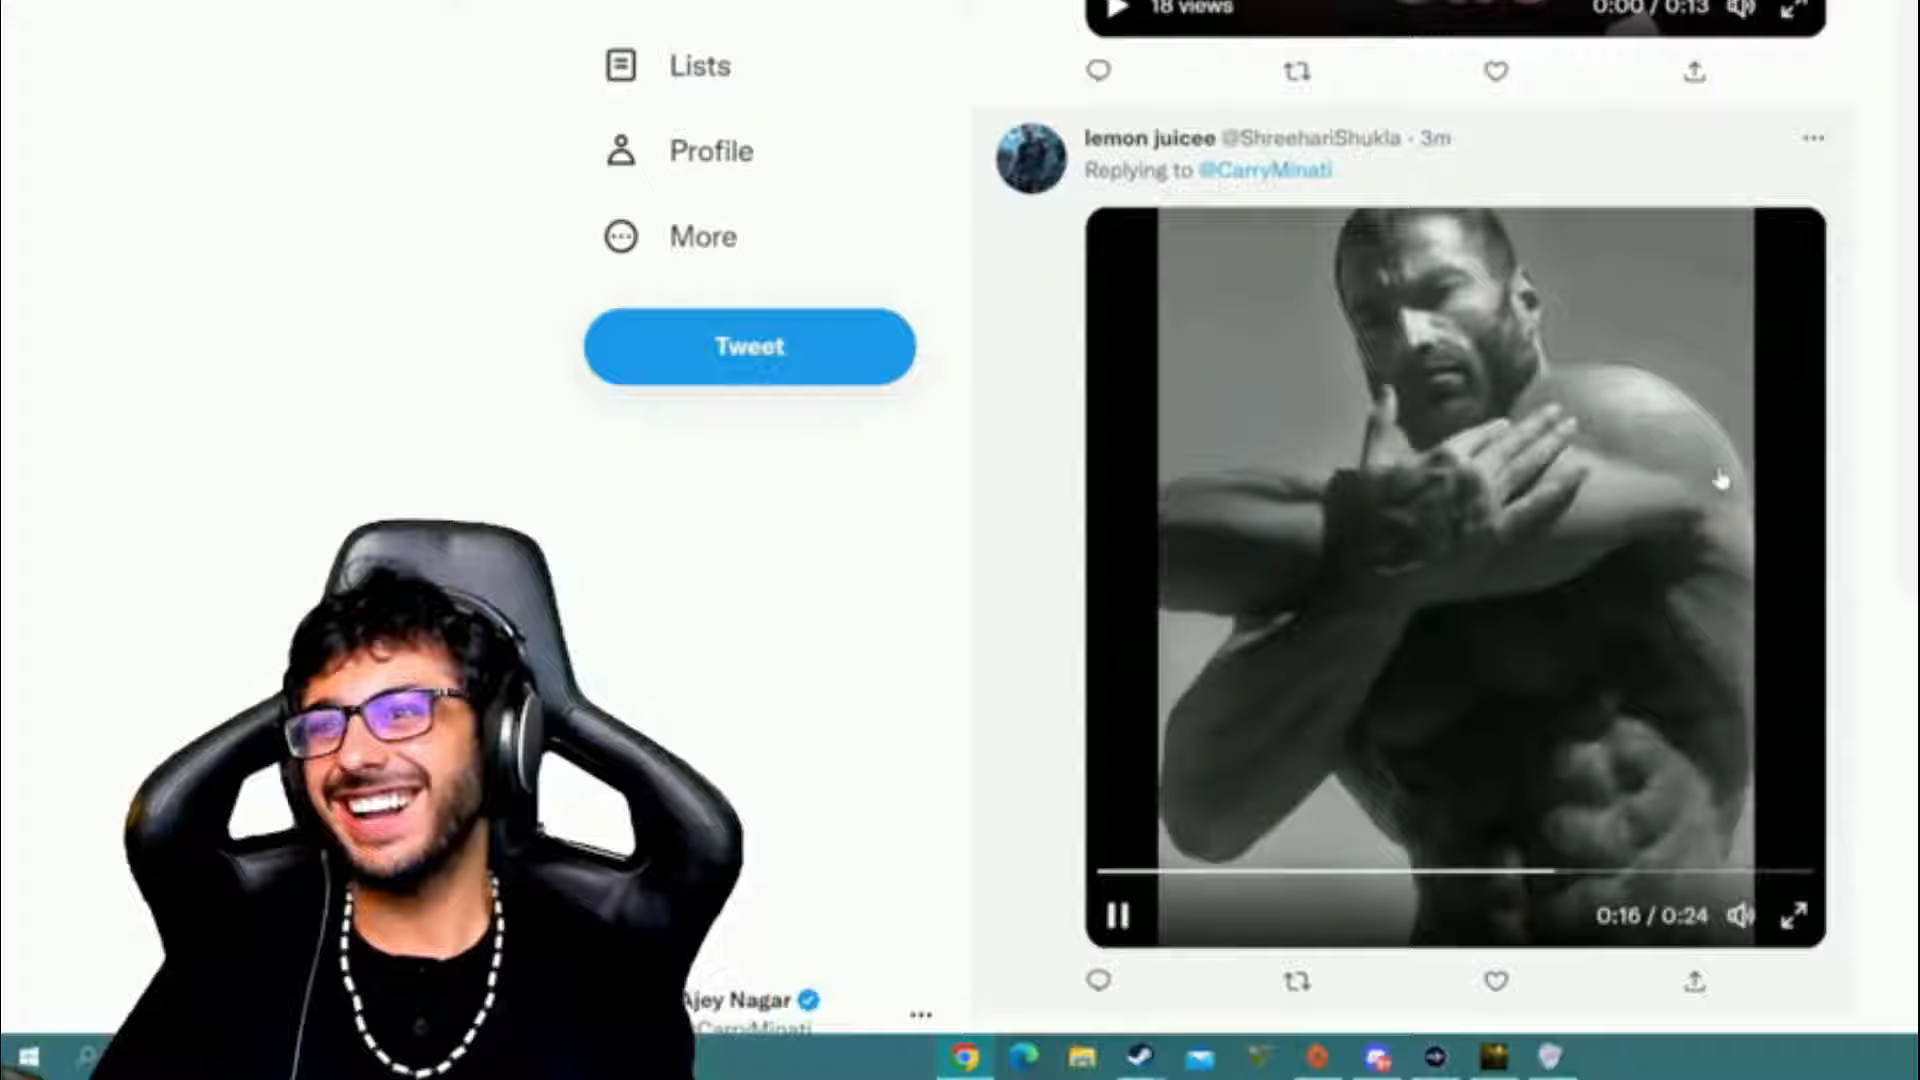 18 views
0:00 / 0:13
Lists
Profile
More
Tweet
lemon juicee @ShreehariShukla · 3m
Replying to @CarryMinati
0:16 / 0:24
Ajey Nagar
@CarryMinati